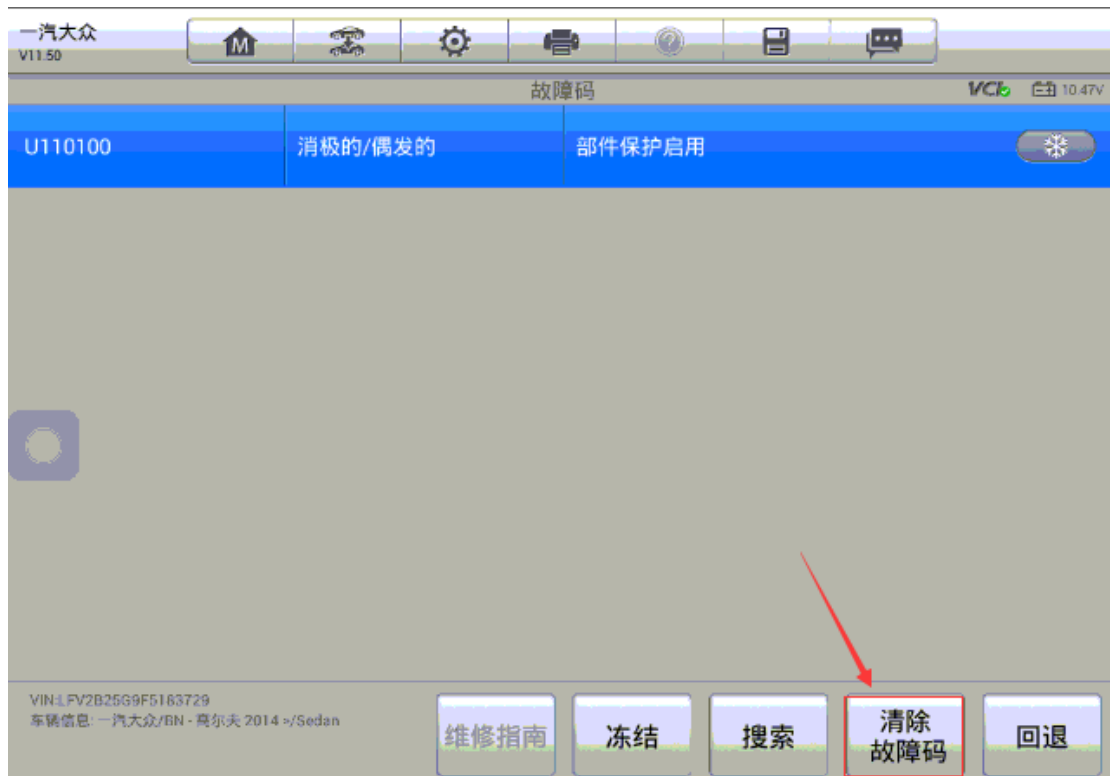 一汽大众
V11.50
M
故障码
VCI
10.47V
U110100
消极的/偶发的
部件保护启用
VIN:LFV2B25G9F5183729
车辆信息: 一汽大众/BN - 高尔夫 2014 >/Sedan
维修指南
冻结
搜索
清除
故障码
回退